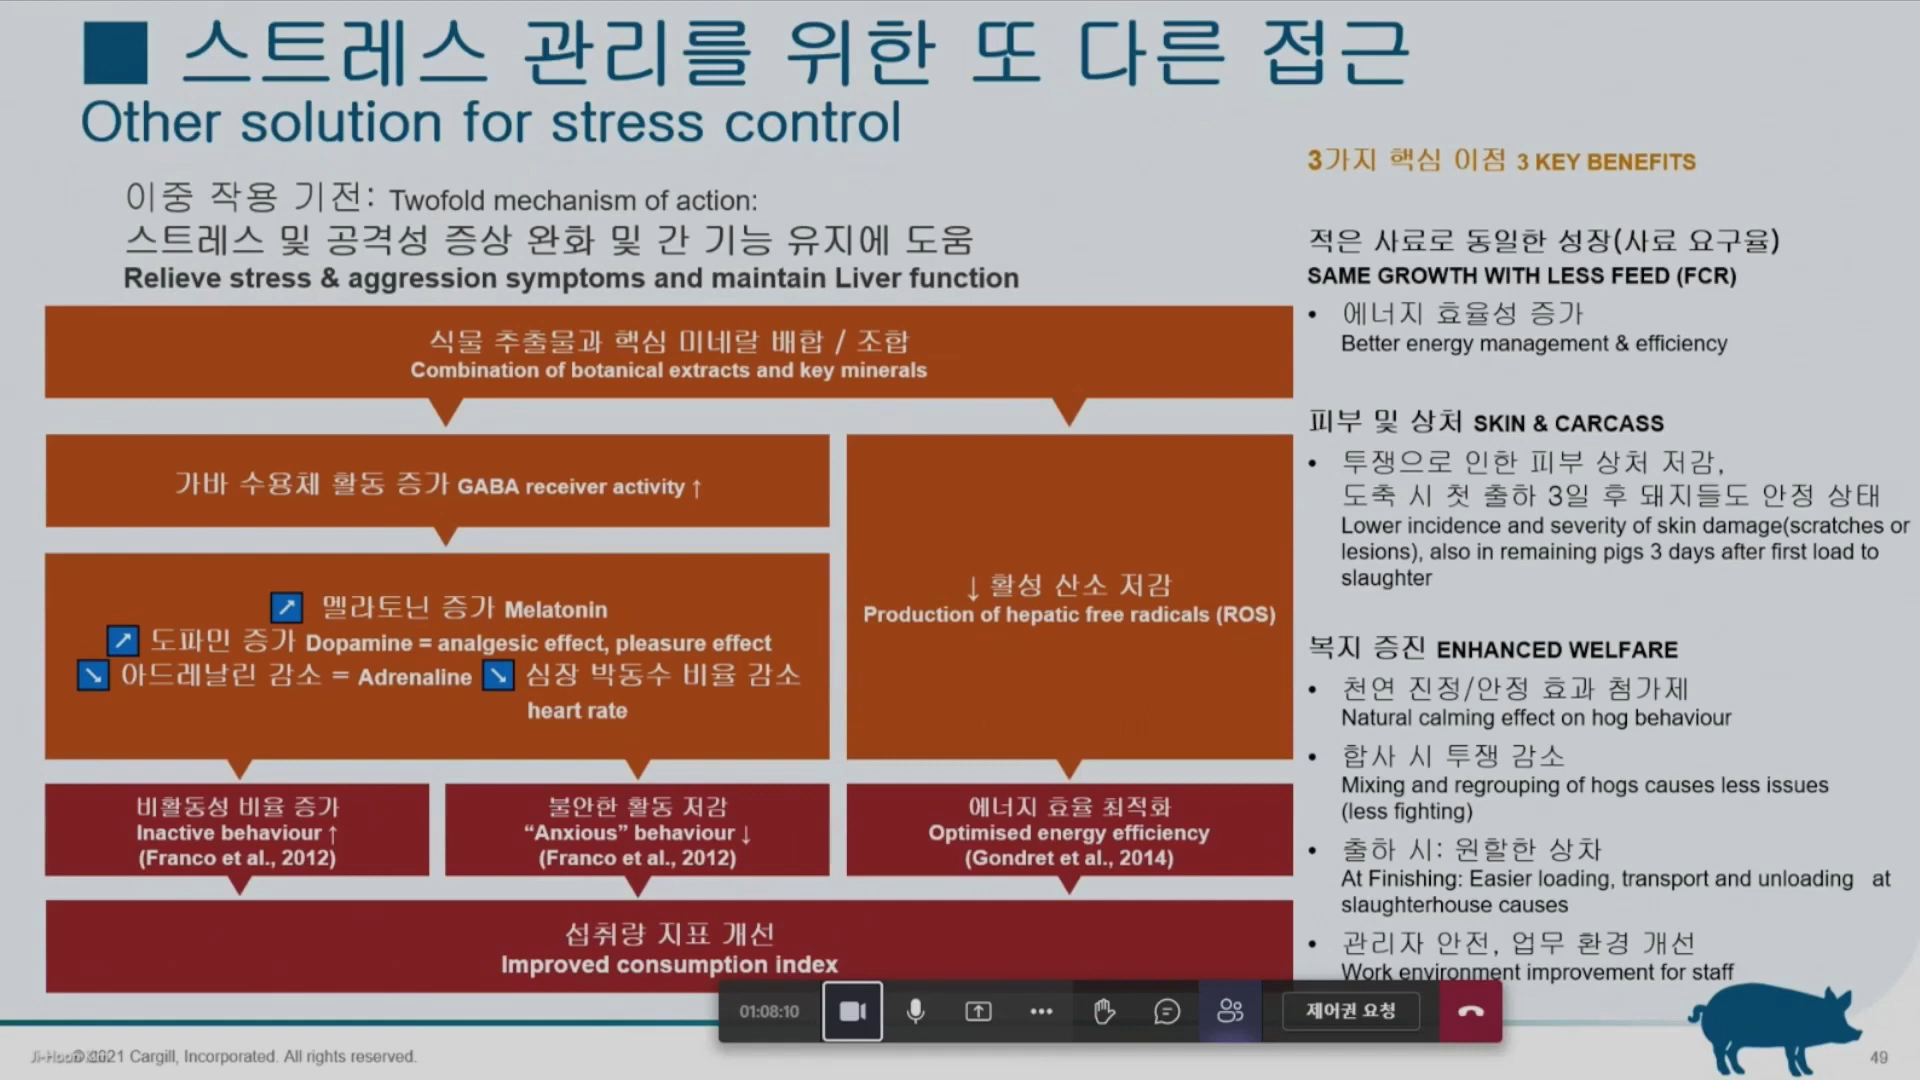 스트레스 관리를 위한 또 다른 접근
Other solution for stress control
이중 작용 기전: Twofold mechanism of action:
스트레스 및 공격성 증상 완화 및 간 기능 유지에 도움
Relieve stress & aggression symptoms and maintain Liver function
식물 추출물과 핵심 미네랄 배합 / 조합
Combination of botanical extracts and key minerals
가바 수용체 활동 증가 GABA receiver activity ↑
↗ 멜라토닌 증가 Melatonin
↗ 도파민 증가 Dopamine = analgesic effect, pleasure effect
↘ 아드레날린 감소 = Adrenaline ↘ 심장 박동수 비율 감소
heart rate
↓ 활성 산소 저감
Production of hepatic free radicals (ROS)
비활동성 비율 증가
Inactive behaviour ↑
(Franco et al., 2012)
불안한 활동 저감
“Anxious” behaviour ↓
(Franco et al., 2012)
에너지 효율 최적화
Optimised energy efficiency
(Gondret et al., 2014)
섭취량 지표 개선
Improved consumption index
3가지 핵심 이점 3 KEY BENEFITS
적은 사료로 동일한 성장(사료 요구율)
SAME GROWTH WITH LESS FEED (FCR)
• 에너지 효율성 증가
Better energy management & efficiency
피부 및 상처 SKIN & CARCASS
• 투쟁으로 인한 피부 상처 저감,
도축 시 첫 출하 3일 후 돼지들도 안정 상태
Lower incidence and severity of skin damage(scratches or
lesions), also in remaining pigs 3 days after first load to
slaughter
복지 증진 ENHANCED WELFARE
• 천연 진정/안정 효과 첨가제
Natural calming effect on hog behaviour
• 합사 시 투쟁 감소
Mixing and regrouping of hogs causes less issues
(less fighting)
• 출하 시: 원할한 상차
At Finishing: Easier loading, transport and unloading at
slaughterhouse causes
• 관리자 안전, 업무 환경 개선
Work environment improvement for staff
01:08:10
제어권 요청
©2021 Cargill, Incorporated. All rights reserved.
49